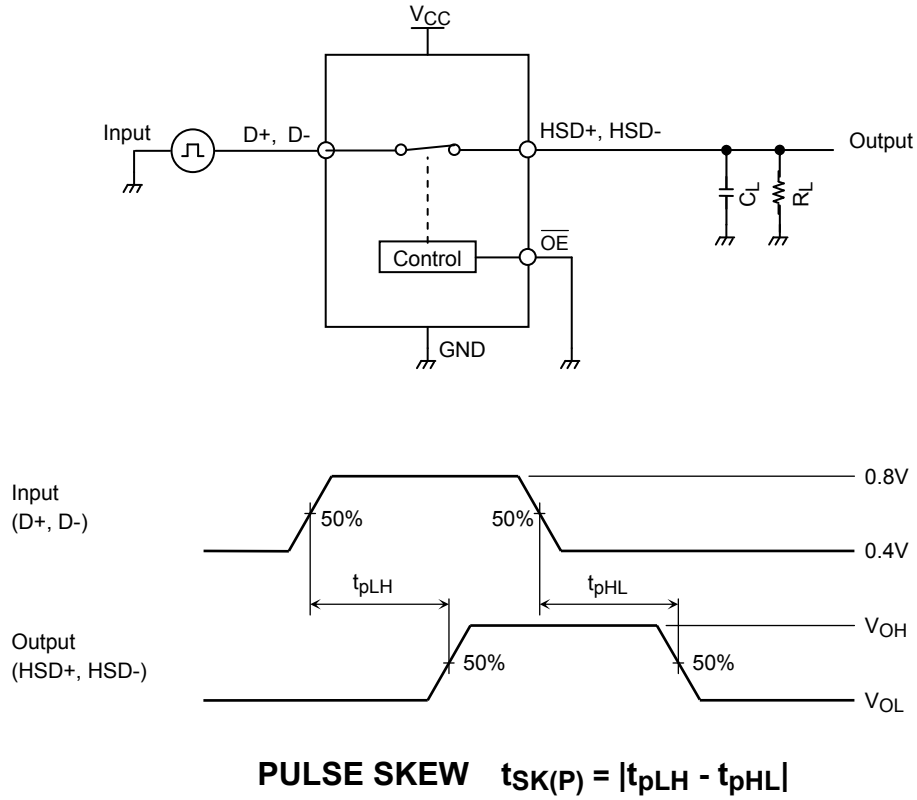 VCC
Input
D+, D-
HSD+, HSD-
Output
CL
RL
OE
Control
GND
Input
(D+, D-)
50%
50%
0.8V
0.4V
tpLH
tpHL
Output
(HSD+, HSD-)
50%
50%
VOH
VOL
PULSE SKEW tSK(P) = |tpLH - tpHL|